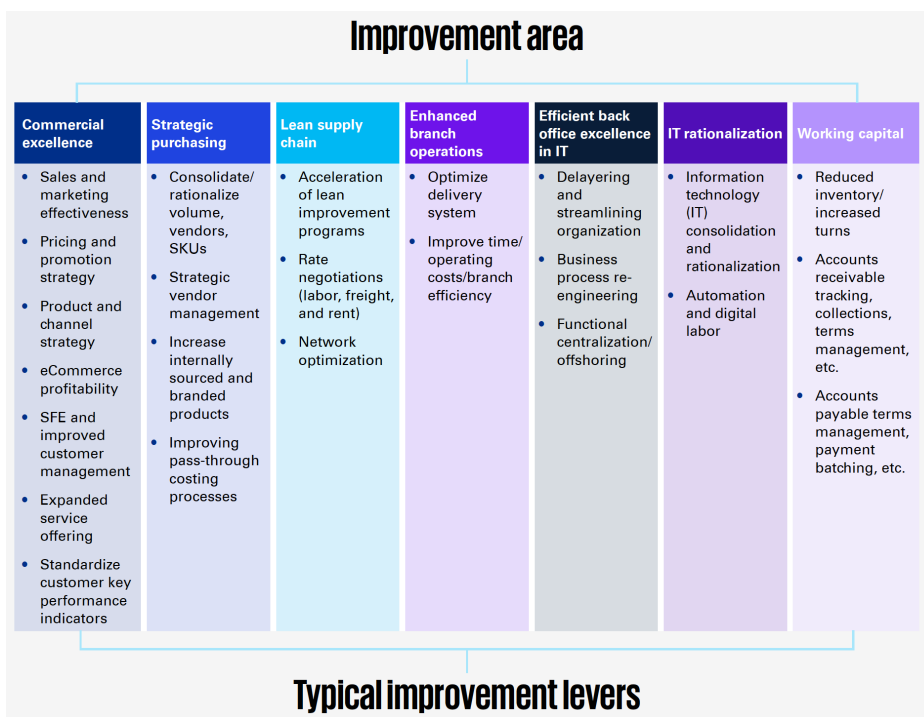 Improvement area
Commercial
excellence
Sales and
marketing
effectiveness
Pricing and
promotion
strategy
Product and
channel
strategy
eCommerce
profitability
SFE and
improved
customer
management
Expanded
service
offering
Standardize
customer key
performance
indicators
Strategic
purchasing
Consolidate/
rationalize
volume,
vendors,
SKUs
Strategic
vendor
management
Increase
internally
sourced and
branded
products
Improving
pass-through
costing
processes
Lean supply
chain
Acceleration
of lean
improvement
programs
Rate
negotiations
(labor, freight,
and rent)
Network
optimization
Enhanced
branch
operations
Optimize
delivery
system
Improve time/
operating
costs/branch
efficiency
Efficient back
office excellence
in IT
Delayering
and
streamlining
organization
Business
process re-
engineering
Functional
centralization/
offshoring
IT rationalization
Information
technology
(IT)
consolidation
and
rationalization
Automation
and digital
labor
Working capital
Reduced
inventory/
increased
turns
Accounts
receivable
tracking,
collections,
terms
management,
etc.
Accounts
payable terms
management,
payment
batching, etc.
Typical improvement levers